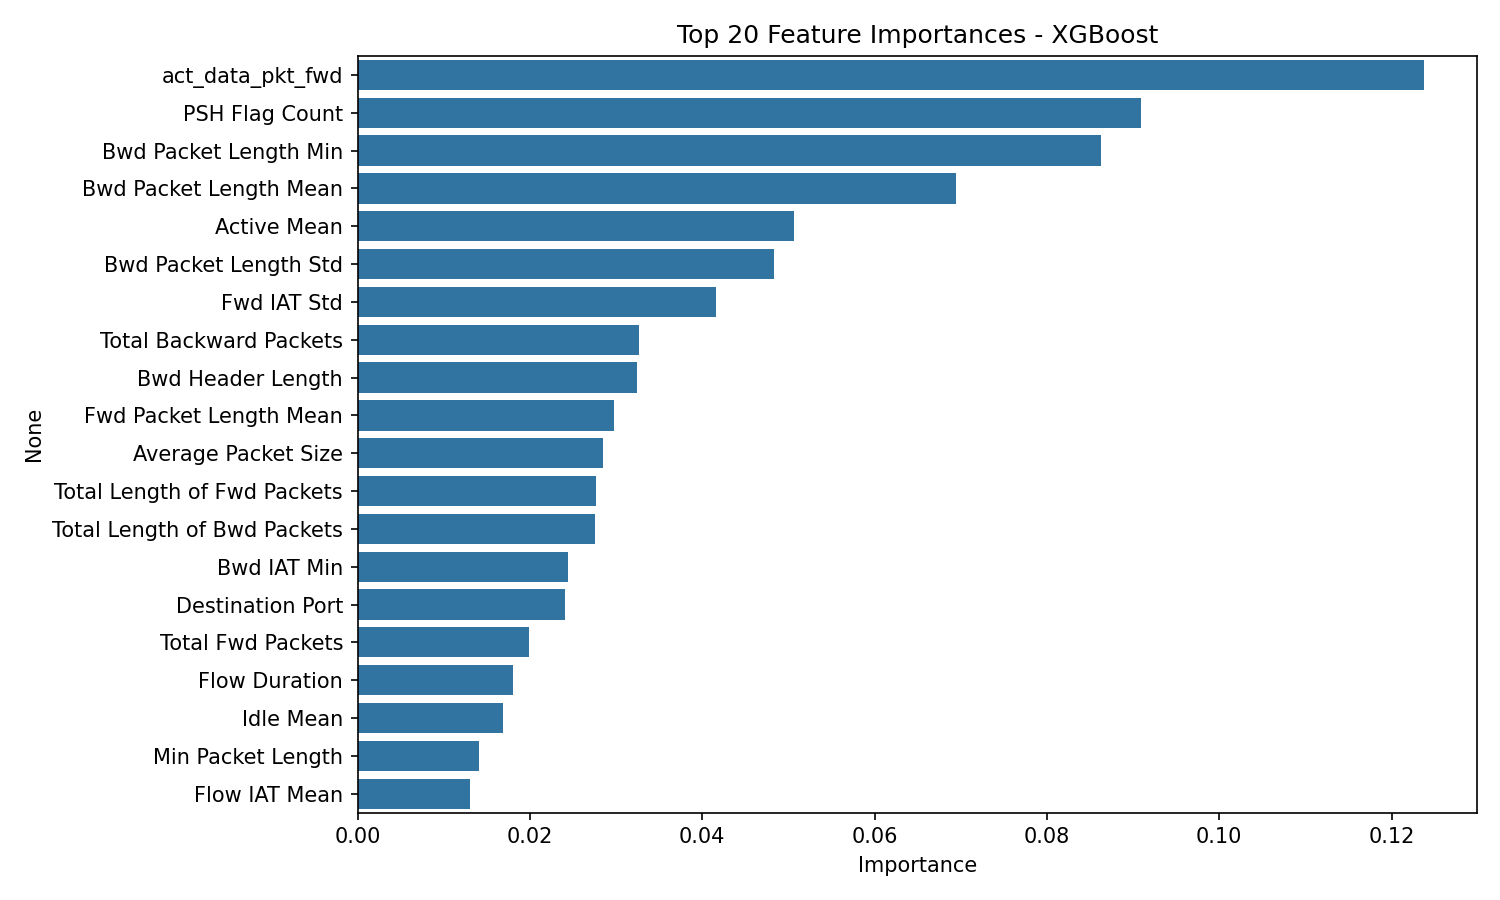 Top 20 Feature Importances - XGBoost
act_data_pkt_fwd
PSH Flag Count
Bwd Packet Length Min
Bwd Packet Length Mean
Active Mean
Bwd Packet Length Std
Fwd IAT Std
Total Backward Packets
Bwd Header Length
Fwd Packet Length Mean
Average Packet Size
Total Length of Fwd Packets
Total Length of Bwd Packets
Bwd IAT Min
Destination Port
Total Fwd Packets
Flow Duration
Idle Mean
Min Packet Length
Flow IAT Mean
None
0.00 0.02 0.04 0.06 0.08 0.10 0.12
Importance